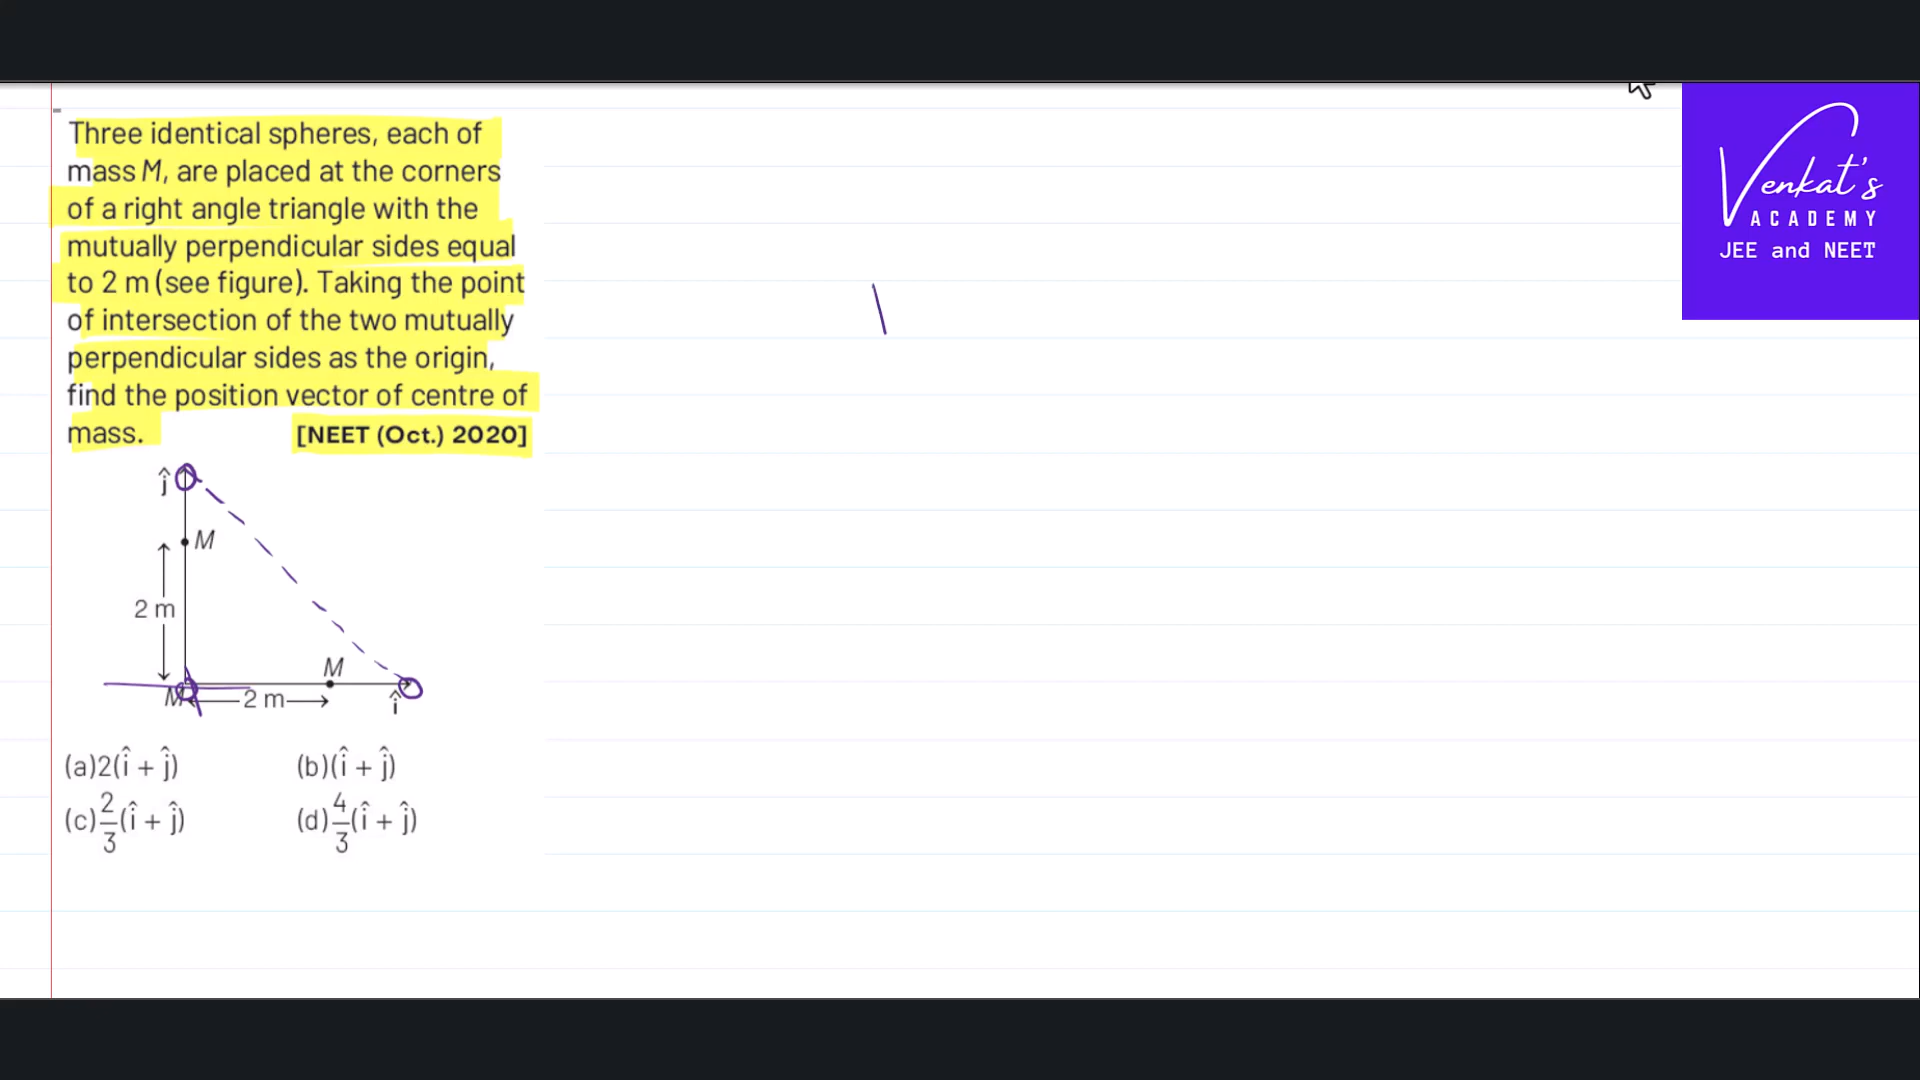 Three identical spheres, each of
mass M, are placed at the corners
of a right angle triangle with the
mutually perpendicular sides equal
to 2 m (see figure). Taking the point
of intersection of the two mutually
perpendicular sides as the origin,
find the position vector of centre of
mass. [NEET (Oct.) 2020]
ĵ
M
2 m
M
M
2 m
î
(a)2(î + ĵ) (b)(î + ĵ)
(c)2/3(î + ĵ) (d)4/3(î + ĵ)
Venkat's
ACADEMY
JEE and NEET